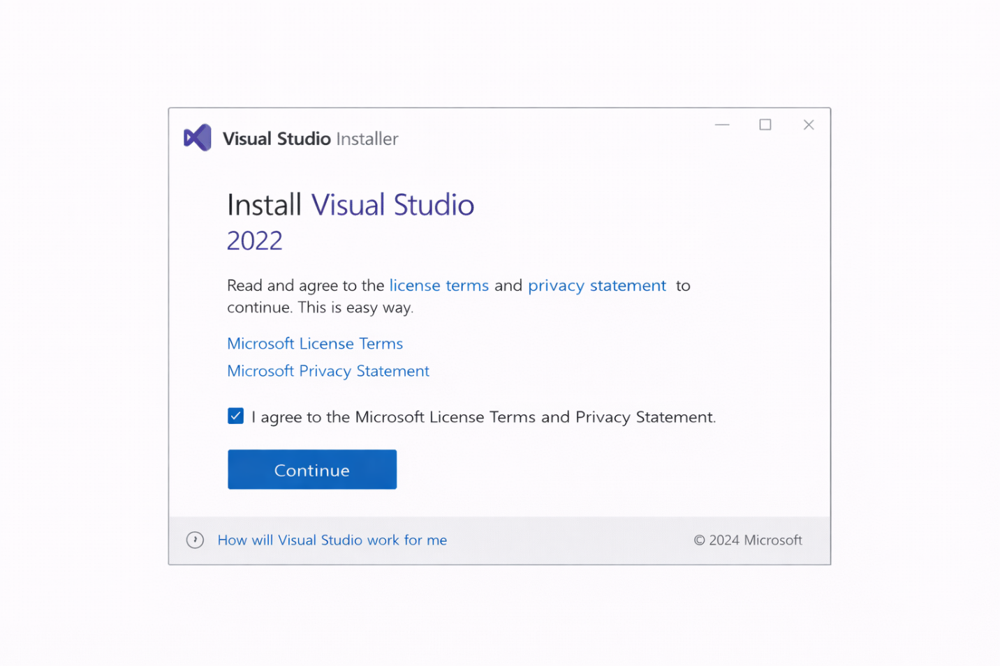 Visual Studio Installer
Install Visual Studio
2022
Read and agree to the license terms and privacy statement to
continue. This is easy way.
Microsoft License Terms
Microsoft Privacy Statement
I agree to the Microsoft License Terms and Privacy Statement.
Continue
How will Visual Studio work for me
© 2024 Microsoft